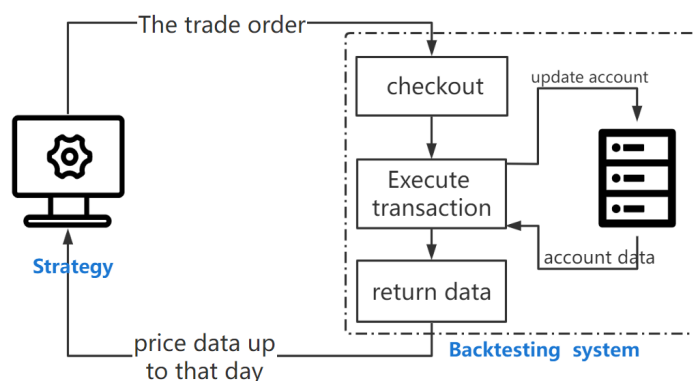 The trade order
checkout
update account
Execute
transaction
account data
Strategy
return data
price data up
to that day
Backtesting system